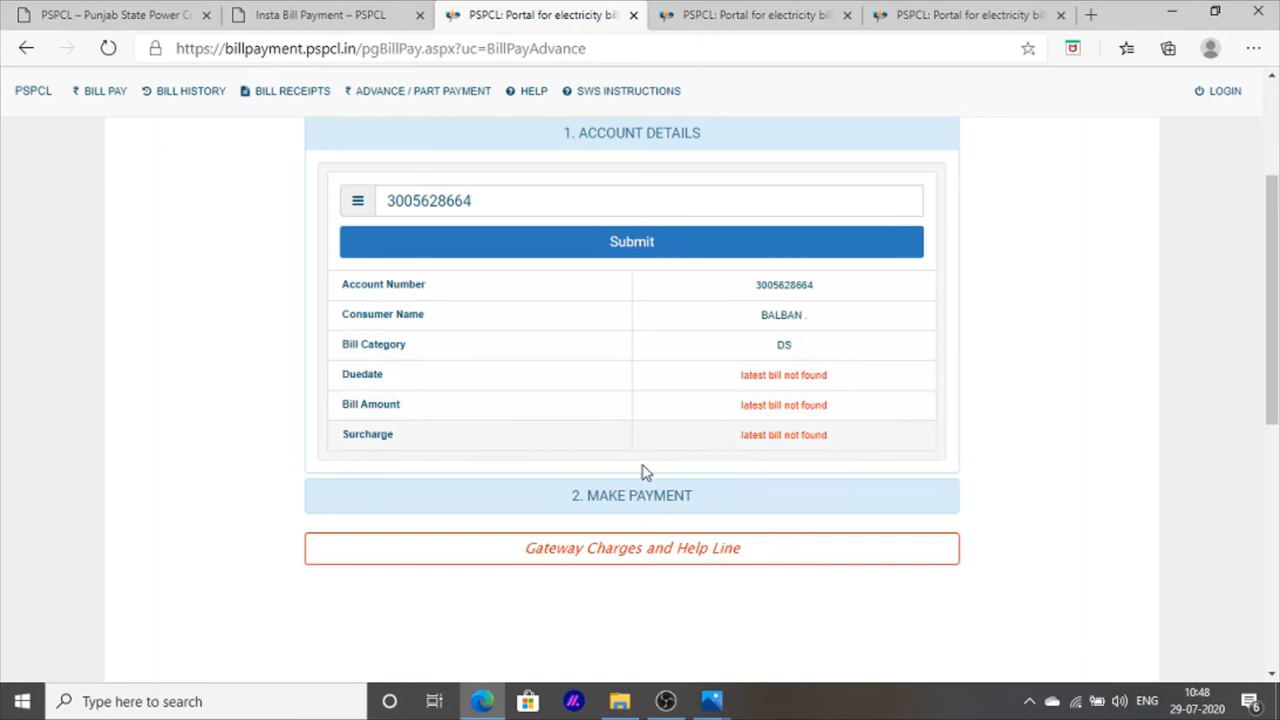 PSPCL – Punjab State Power Co
Insta Bill Payment – PSPCL
PSPCL: Portal for electricity bil
PSPCL: Portal for electricity bil
PSPCL: Portal for electricity bil
https://billpayment.pspcl.in/pgBillPay.aspx?uc=BillPayAdvance
PSPCL ₹ BILL PAY BILL HISTORY BILL RECEIPTS ₹ ADVANCE / PART PAYMENT HELP SWS INSTRUCTIONS LOGIN
1. ACCOUNT DETAILS
3005628664
Submit
Account Number 3005628664
Consumer Name BALBAN .
Bill Category DS
Duedate latest bill not found
Bill Amount latest bill not found
Surcharge latest bill not found
2. MAKE PAYMENT
Gateway Charges and Help Line
Type here to search
ENG
10:48
29-07-2020
6